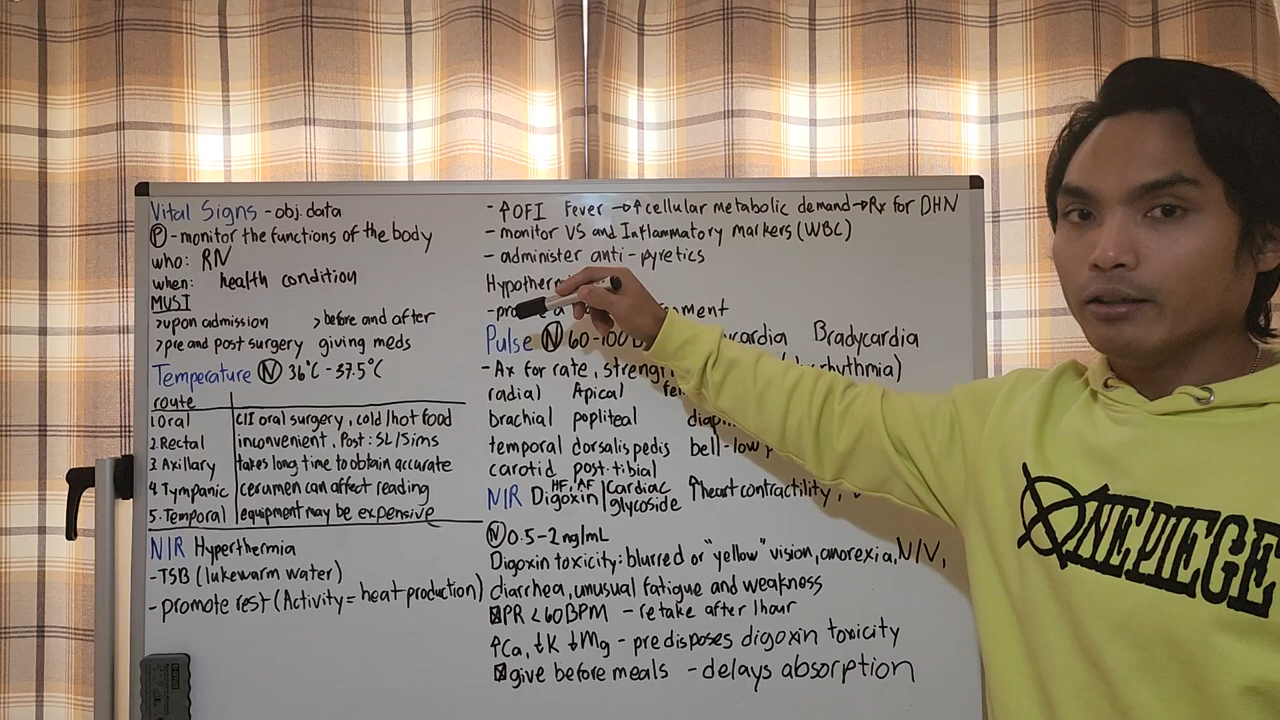 Vital Signs - obj. data
Ⓟ - monitor the functions of the body
who: RN
when: health condition
MUST
>upon admission >before and after
>pre and post surgery giving meds
Temperature Ⓝ 36°C - 37.5°C
route
1. Oral CII oral surgery, cold/hot food
2. Rectal inconvenient, Post: SL/Sims
3. Axillary takes long time to obtain accurate
4. Tympanic cerumen can affect reading
5. Temporal equipment may be expensive
NIR Hyperthermia
-TSB (lukewarm water)
- promote rest (Activity = heat production)
- ↑OFI Fever →↑cellular metabolic demand→Rx for DHN
- monitor VS and Inflammatory markers (WBC)
- administer anti-pyretics
Pulse Ⓝ 60-100
Bradycardia
- Ax for rate,
radial Apical
brachial popliteal
temporal dorsalis pedis bell-low
carotid post-tibial
NIR Digoxin HF, AF | Cardiac glycoside ↑heart contractility,
Ⓝ 0.5-2 ng/mL
Digoxin toxicity: blurred or "yellow" vision, anorexia, N/V,
diarrhea, unusual fatigue and weakness
☒PR <60BPM - retake after 1hour
↑Ca, ↓K ↓Mg - predisposes digoxin toxicity
☒give before meals - delays absorption
ONE PIECE